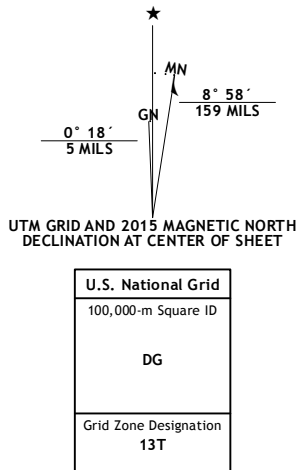 ★
MN
GN
8° 58´
159 MILS
0° 18´
5 MILS
UTM GRID AND 2015 MAGNETIC NORTH
DECLINATION AT CENTER OF SHEET
U.S. National Grid
100,000-m Square ID
DG
Grid Zone Designation
13T